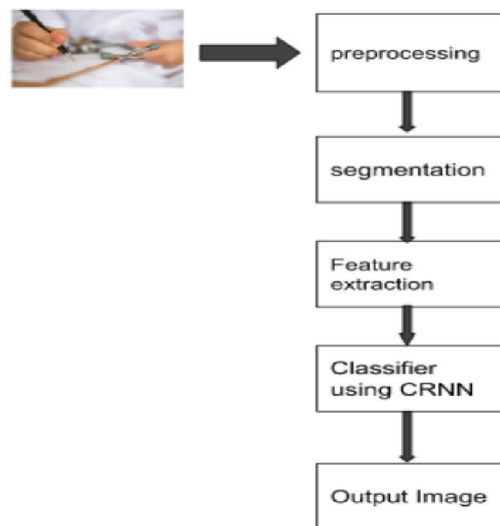 preprocessing
segmentation
Feature
extraction
Classifier
using CRNN
Output Image